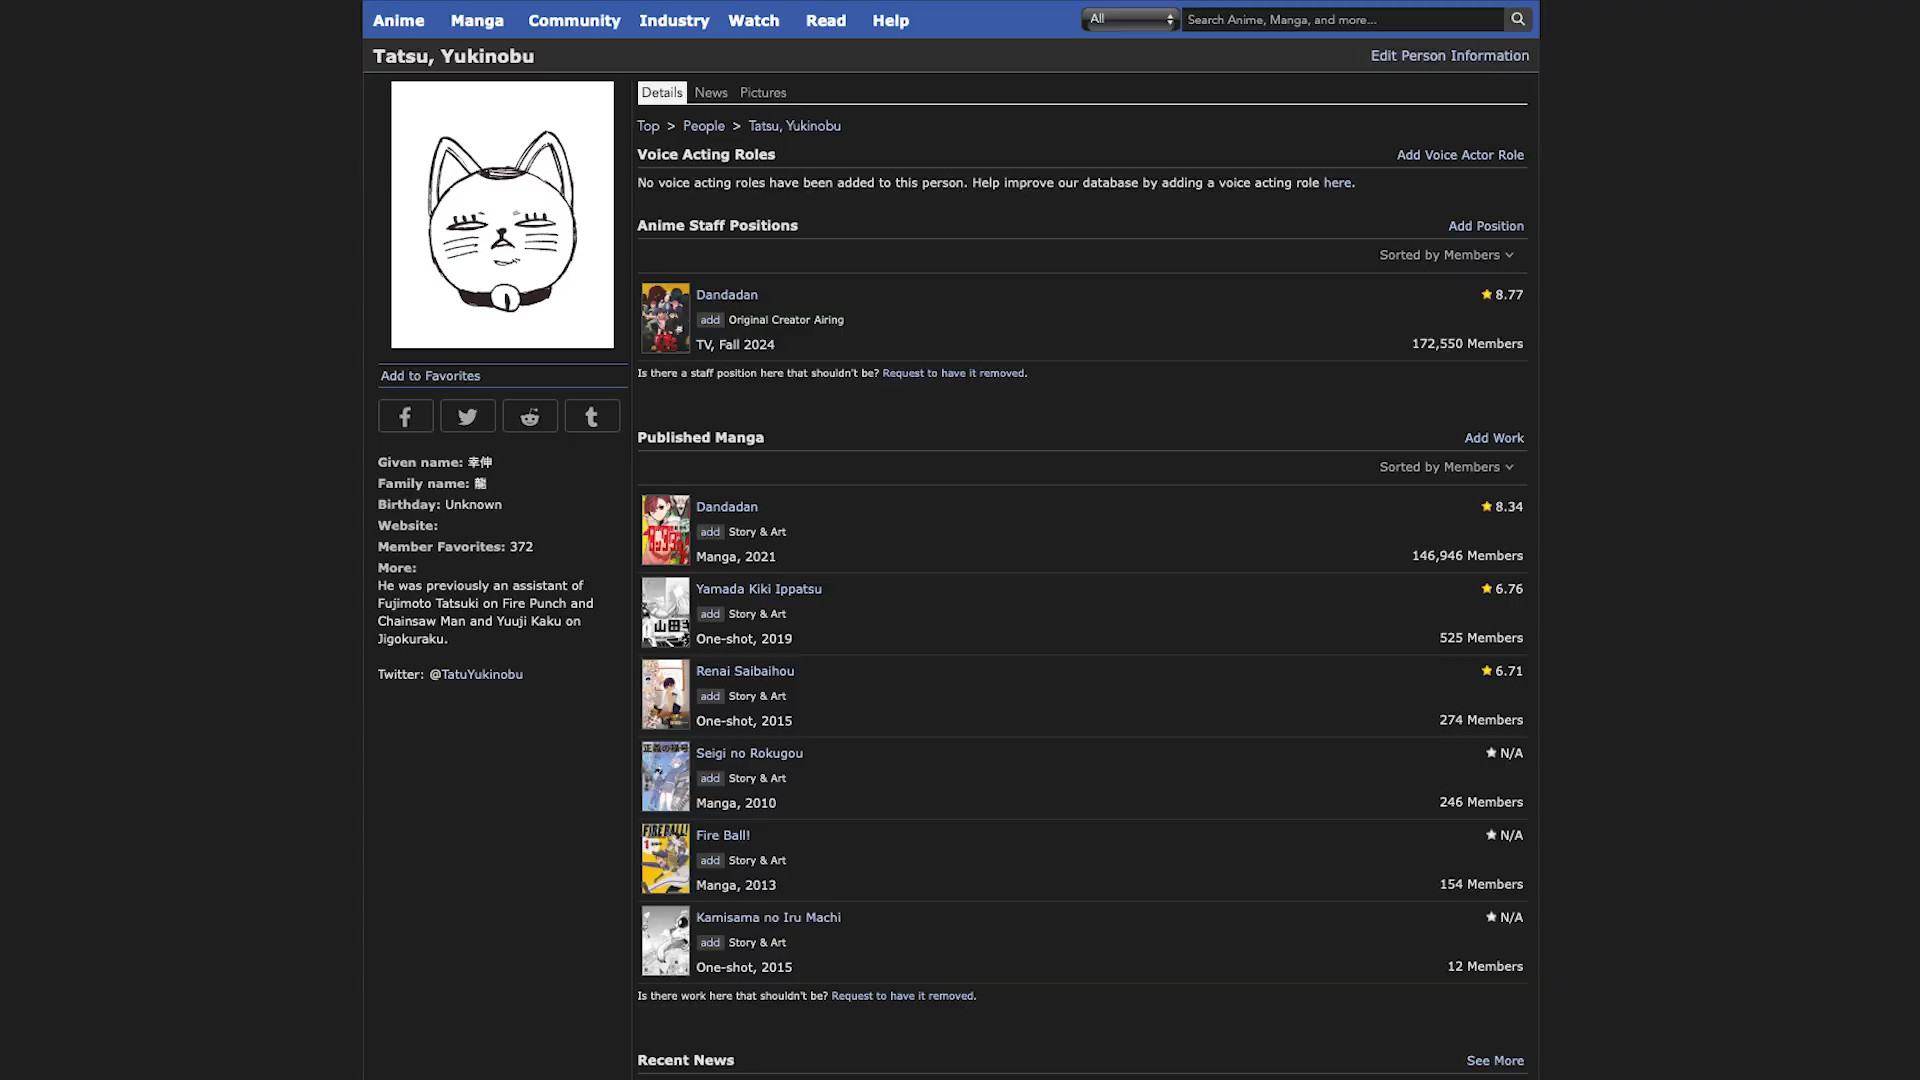 Anime Manga Community Industry Watch Read Help All Search Anime, Manga, and more...
Tatsu, Yukinobu Edit Person Information
Details News Pictures
Top > People > Tatsu, Yukinobu
Voice Acting Roles Add Voice Actor Role
No voice acting roles have been added to this person. Help improve our database by adding a voice acting role here.
Anime Staff Positions Add Position
Sorted by Members
Dandadan 8.77
add Original Creator Airing
TV, Fall 2024 172,550 Members
Is there a staff position here that shouldn't be? Request to have it removed.
Add to Favorites
Given name: 幸伸
Family name: 龍
Birthday: Unknown
Website:
Member Favorites: 372
More:
He was previously an assistant of
Fujimoto Tatsuki on Fire Punch and
Chainsaw Man and Yuuji Kaku on
Jigokuraku.
Twitter: @TatuYukinobu
Published Manga Add Work
Sorted by Members
Dandadan 8.34
add Story & Art
Manga, 2021 146,946 Members
Yamada Kiki Ippatsu 6.76
add Story & Art
One-shot, 2019 525 Members
Renai Saibaihou 6.71
add Story & Art
One-shot, 2015 274 Members
Seigi no Rokugou N/A
add Story & Art
Manga, 2010 246 Members
Fire Ball! N/A
add Story & Art
Manga, 2013 154 Members
Kamisama no Iru Machi N/A
add Story & Art
One-shot, 2015 12 Members
Is there work here that shouldn't be? Request to have it removed.
Recent News See More